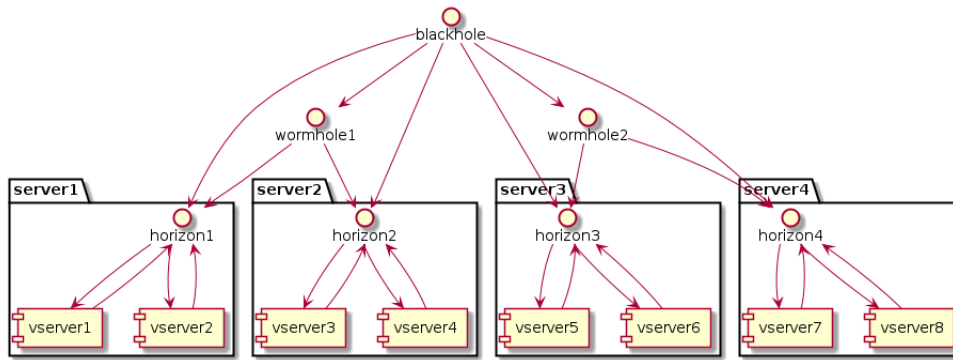 blackhole
wormhole1
wormhole2
server1
server2
server3
server4
horizon1
horizon2
horizon3
horizon4
vserver1
vserver2
vserver3
vserver4
vserver5
vserver6
vserver7
vserver8